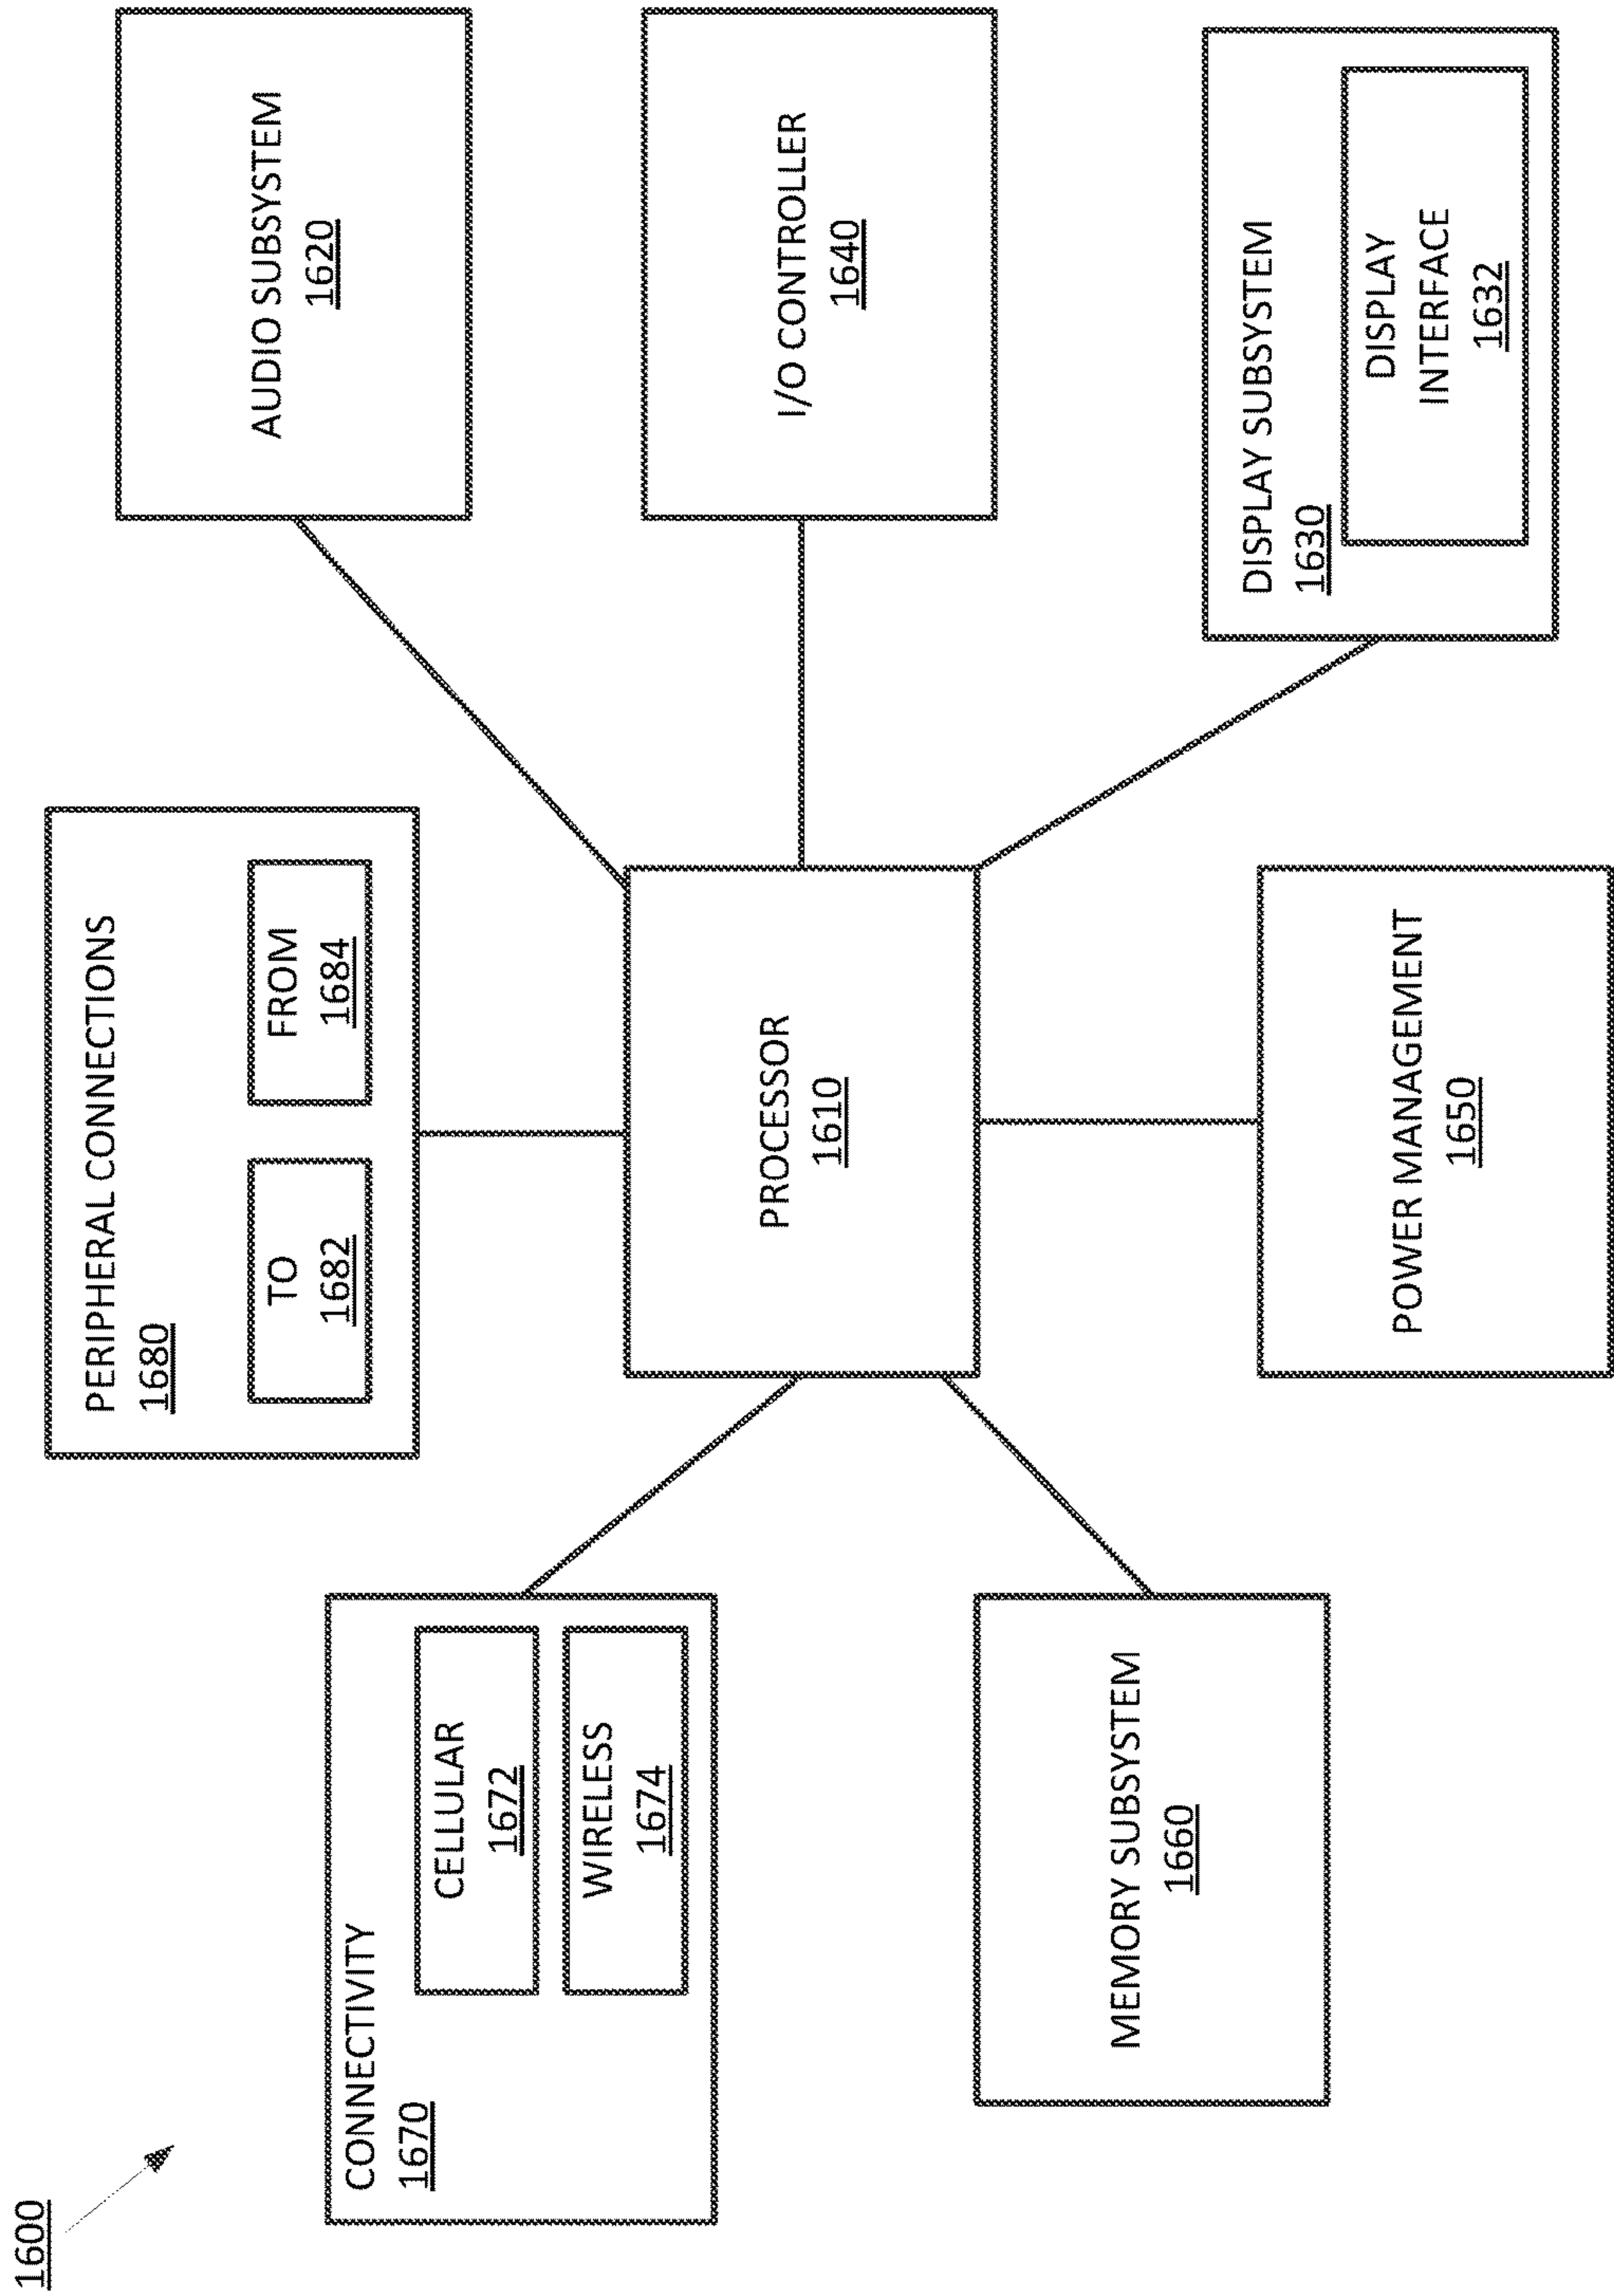 1600
PERIPHERAL CONNECTIONS
1680
TO
1682
FROM
1684
AUDIO SUBSYSTEM
1620
CONNECTIVITY
1670
CELLULAR
1672
WIRELESS
1674
PROCESSOR
1610
I/O CONTROLLER
1640
MEMORY SUBSYSTEM
1660
POWER MANAGEMENT
1650
DISPLAY SUBSYSTEM
1630
DISPLAY
INTERFACE
1632